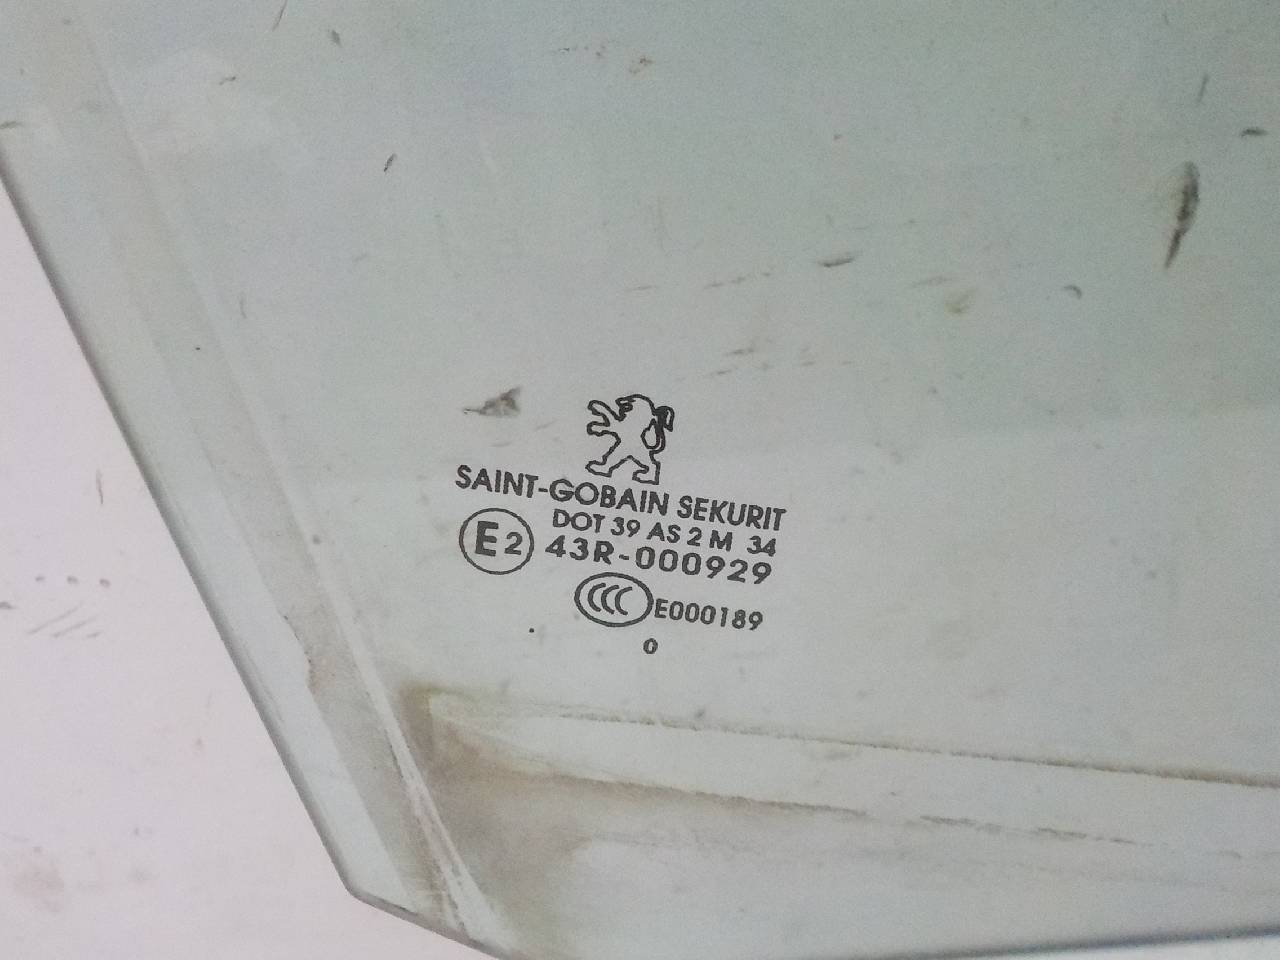 SAINT-GOBAIN SEKURIT
DOT 39 AS 2 M 34
E2 43R-000929
CCC E000189
0